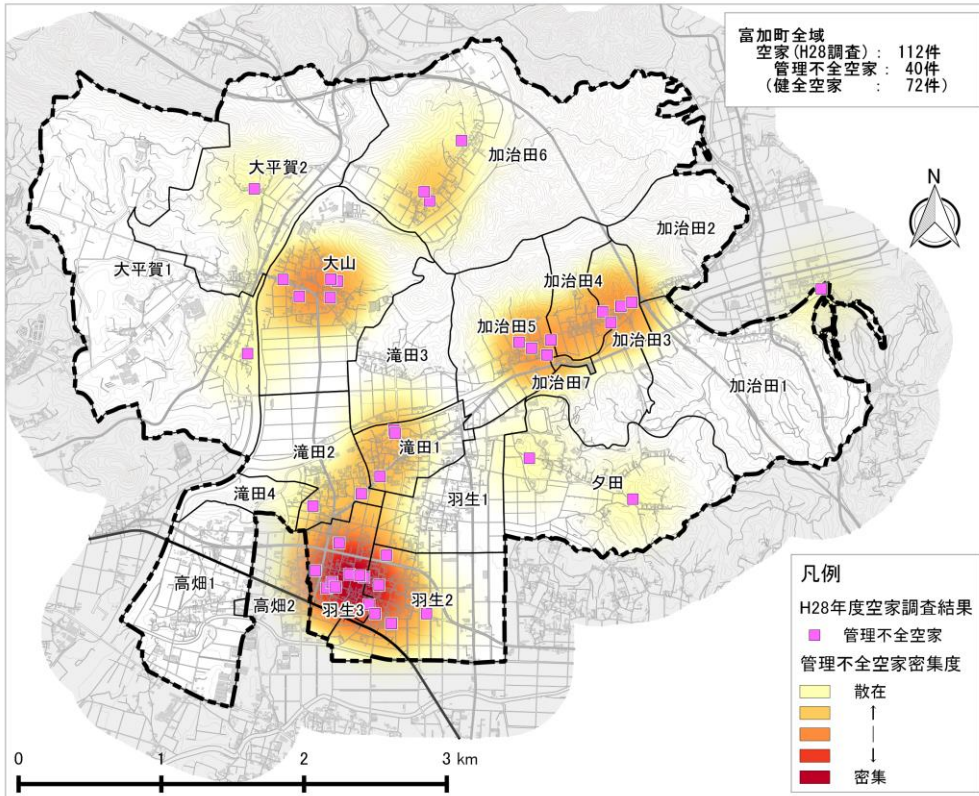 富加町全域
空家(H28調査): 112件
管理不全空家: 40件
(健全空家 : 72件)
N
加治田6
大平賀2
加治田2
大平賀1
大山
加治田4
加治田5
加治田3
滝田3
加治田7
加治田1
滝田2
滝田1
夕田
滝田4
羽生1
高畑1
高畑2
羽生3
羽生2
凡例
H28年度空家調査結果
管理不全空家
管理不全空家密集度
散在
↑
|
↓
密集
0 1 2 3 km